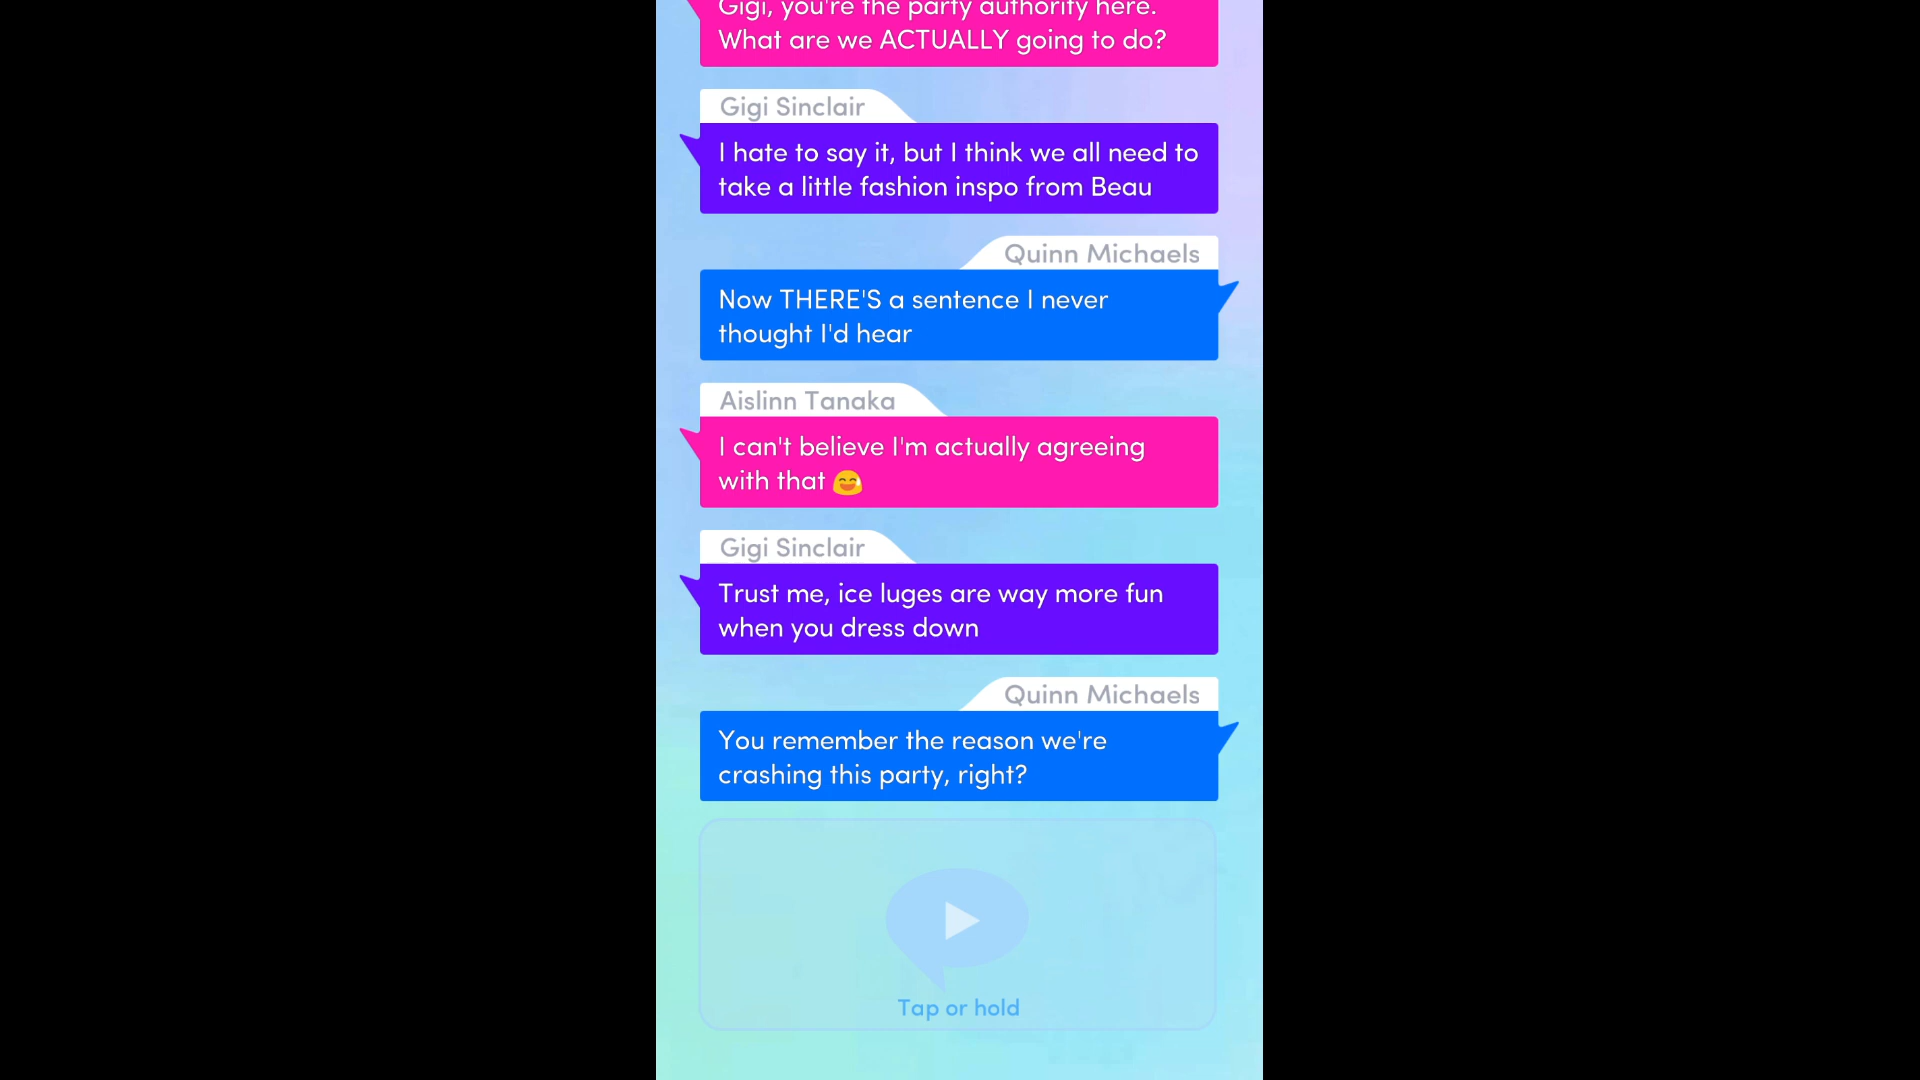 Gigi, you're the party authority here.
What are we ACTUALLY going to do?
Gigi Sinclair
I hate to say it, but I think we all need to
take a little fashion inspo from Beau
Quinn Michaels
Now THERE'S a sentence I never
thought I'd hear
Aislinn Tanaka
I can't believe I'm actually agreeing
with that 😅
Gigi Sinclair
Trust me, ice luges are way more fun
when you dress down
Quinn Michaels
You remember the reason we're
crashing this party, right?
Tap or hold